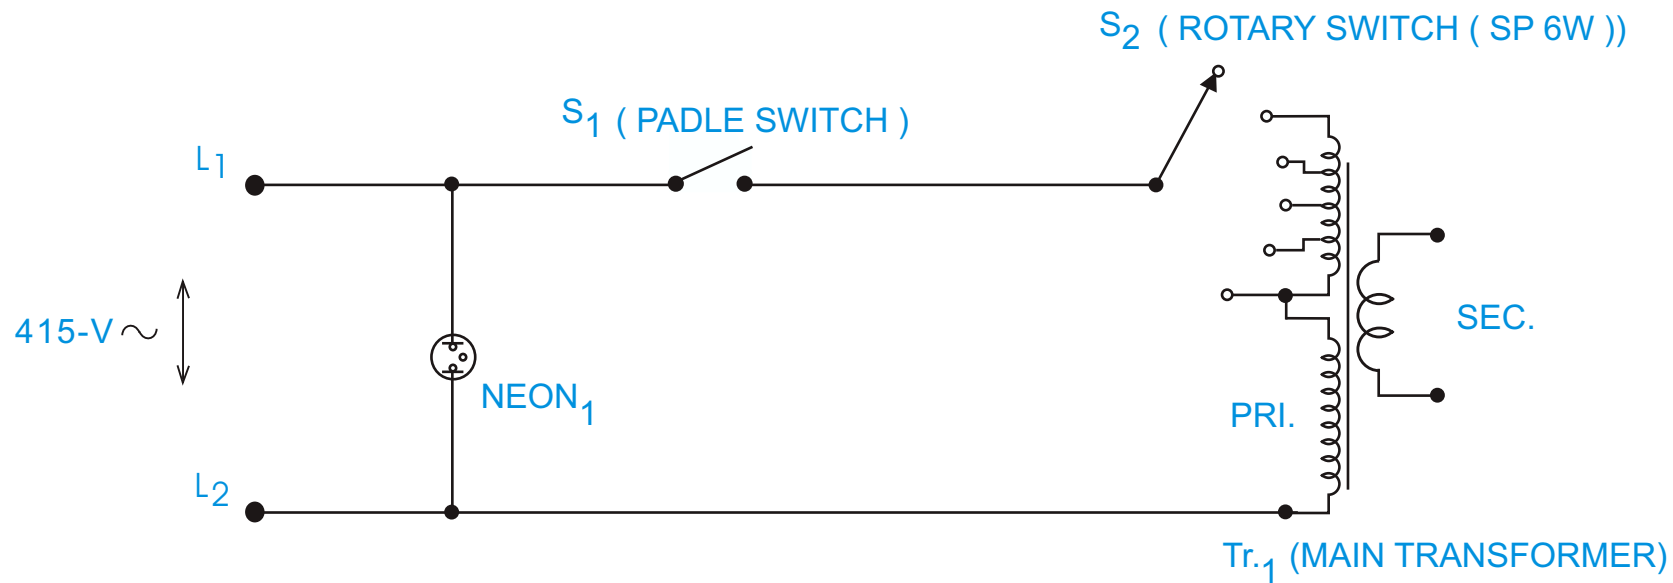 S2 ( ROTARY SWITCH ( SP 6W ))
S1 ( PADLE SWITCH )
L1
415-V
SEC.
NEON1
PRI.
L2
Tr.1 (MAIN TRANSFORMER)